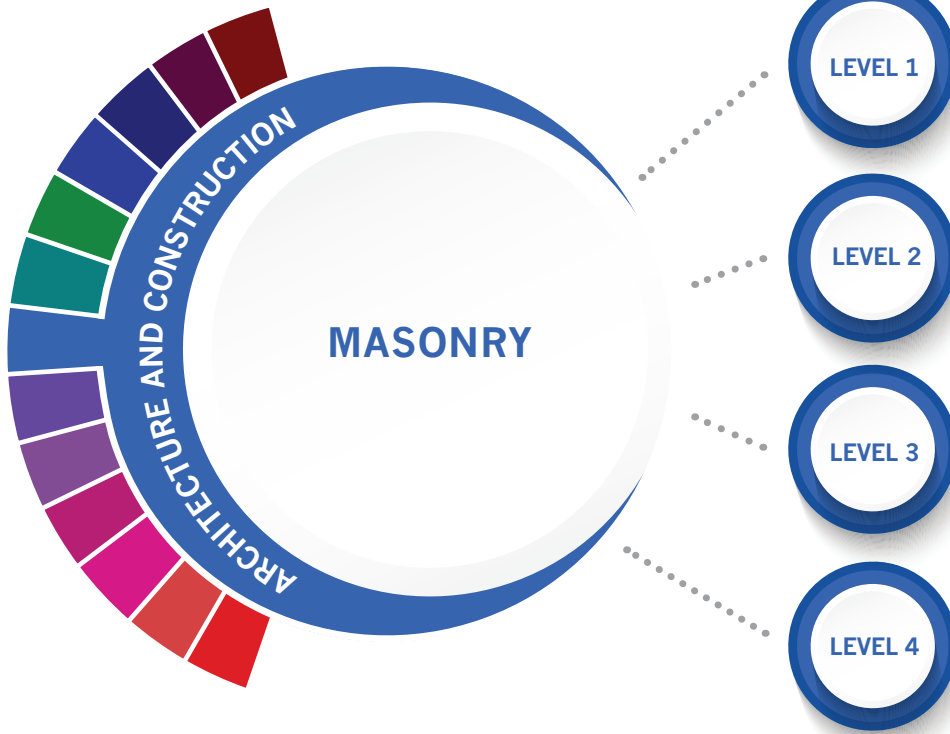 ARCHITECTURE AND CONSTRUCTION
MASONRY
LEVEL 1
LEVEL 2
LEVEL 3
LEVEL 4